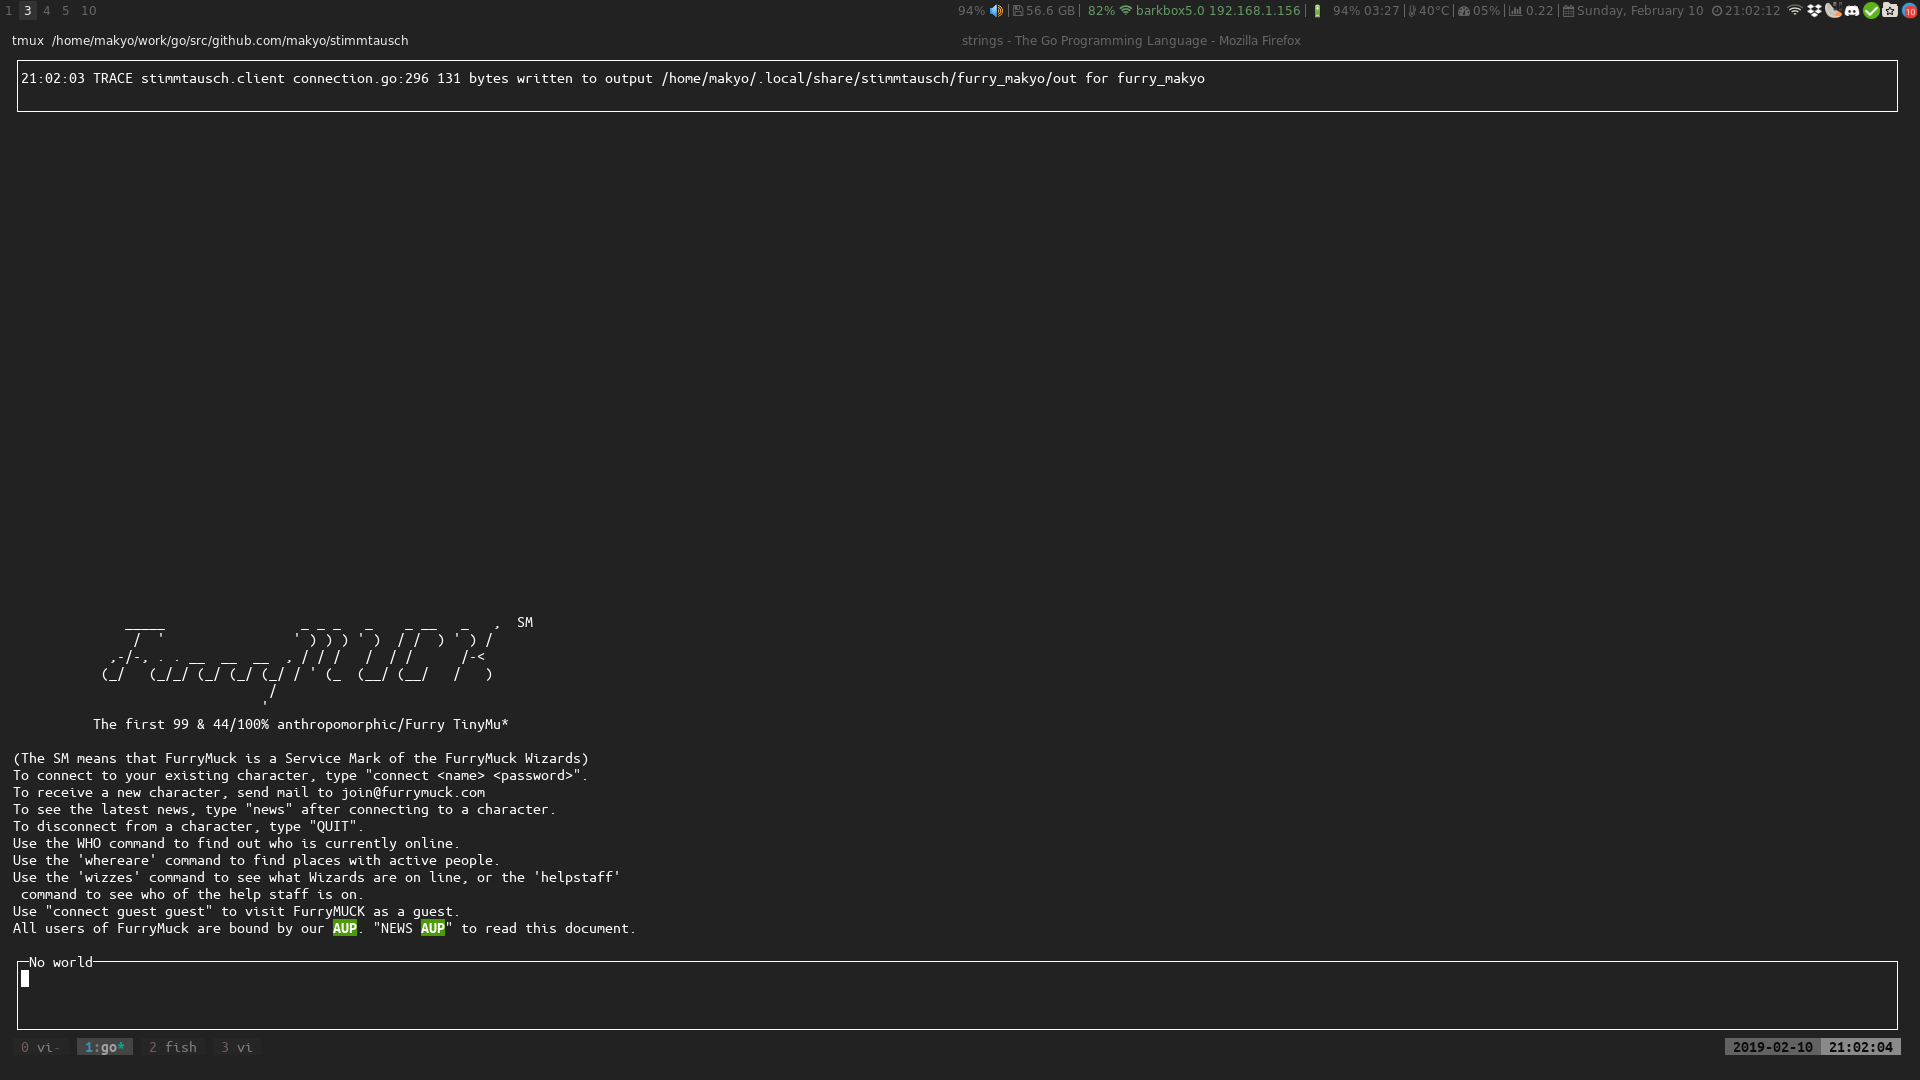 1 3 4 5 10 94% 56.6 GB 82% barkbox5.0 192.168.1.156 94% 03:27 40°C 05% 0.22 Sunday, February 10 21:02:12 10
tmux /home/makyo/work/go/src/github.com/makyo/stimmtausch strings - The Go Programming Language - Mozilla Firefox
21:02:03 TRACE stimmtausch.client connection.go:296 131 bytes written to output /home/makyo/.local/share/stimmtausch/furry_makyo/out for furry_makyo
SM
The first 99 & 44/100% anthropomorphic/Furry TinyMu*
(The SM means that FurryMuck is a Service Mark of the FurryMuck Wizards)
To connect to your existing character, type "connect <name> <password>".
To receive a new character, send mail to join@furrymuck.com
To see the latest news, type "news" after connecting to a character.
To disconnect from a character, type "QUIT".
Use the WHO command to find out who is currently online.
Use the 'whereare' command to find places with active people.
Use the 'wizzes' command to see what Wizards are on line, or the 'helpstaff'
command to see who of the help staff is on.
Use "connect guest guest" to visit FurryMUCK as a guest.
All users of FurryMuck are bound by our AUP. "NEWS AUP" to read this document.
No world
0 vi- 1:go* 2 fish 3 vi 2019-02-10 21:02:04